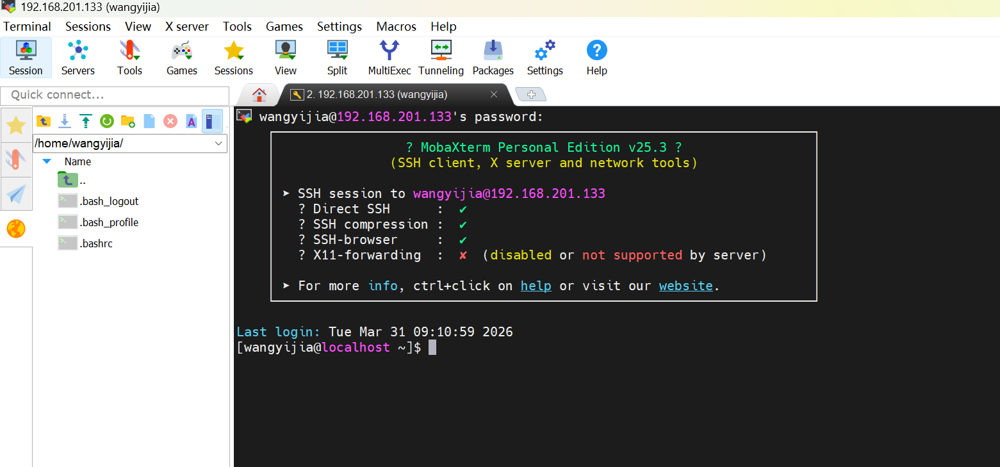 192.168.201.133 (wangyijia)
Terminal Sessions View X server Tools Games Settings Macros Help
Session Servers Tools Games Sessions View Split MultiExec Tunneling Packages Settings Help
Quick connect...
2. 192.168.201.133 (wangyijia)
/home/wangyijia/
Name
..
.bash_logout
.bash_profile
.bashrc
wangyijia@192.168.201.133's password:
? MobaXterm Personal Edition v25.3 ?
(SSH client, X server and network tools)
➤ SSH session to wangyijia@192.168.201.133
? Direct SSH : ✔
? SSH compression : ✔
? SSH-browser : ✔
? X11-forwarding : ✘ (disabled or not supported by server)
➤ For more info, ctrl+click on help or visit our website.
Last login: Tue Mar 31 09:10:59 2026
[wangyijia@localhost ~]$